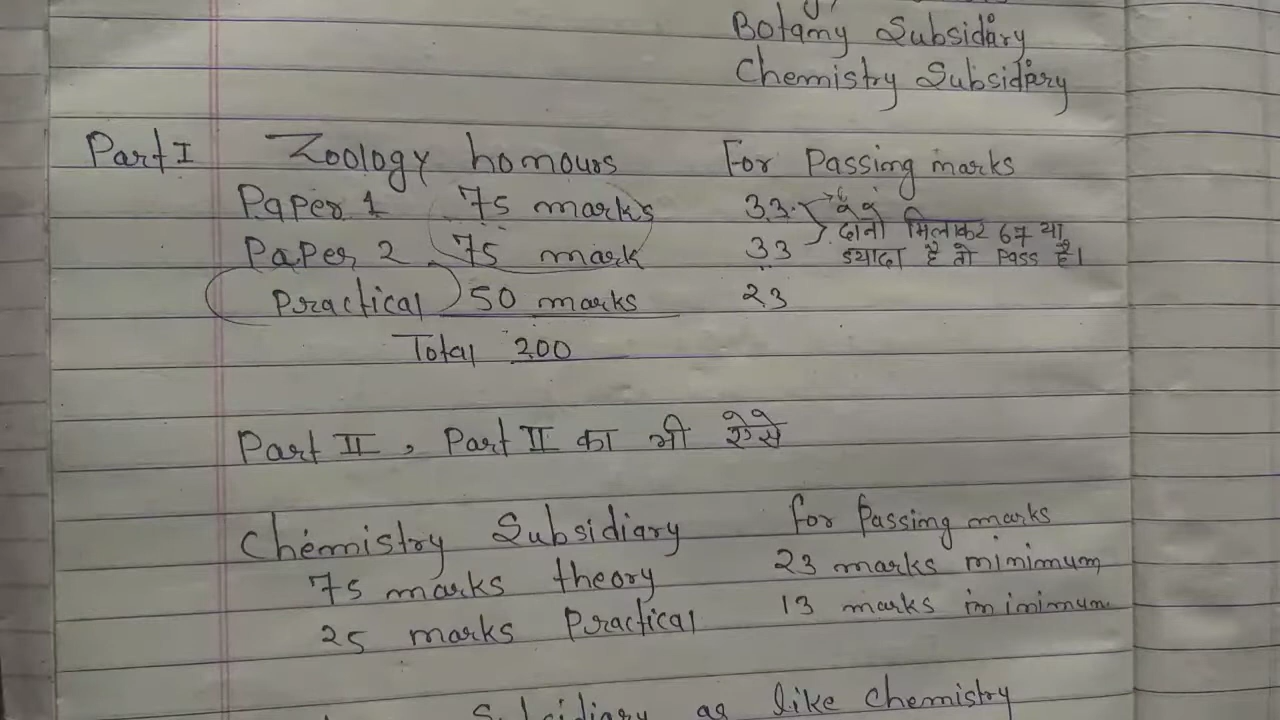 Botany Subsidiary
Chemistry Subsidiary
Part I Zoology honours For Passing marks
Paper 1 75 marks 33
Paper 2 75 mark 33 दोनों मिलाकर 67 या
ज्यादा है तो Pass है।
Practical 50 marks 23
Total 200
Part II, Part II का भी ऐसे
Chemistry Subsidiary for Passing marks
75 marks theory 23 marks minimum
25 marks Practical 13 marks minimum
Subsidiary as like chemistry